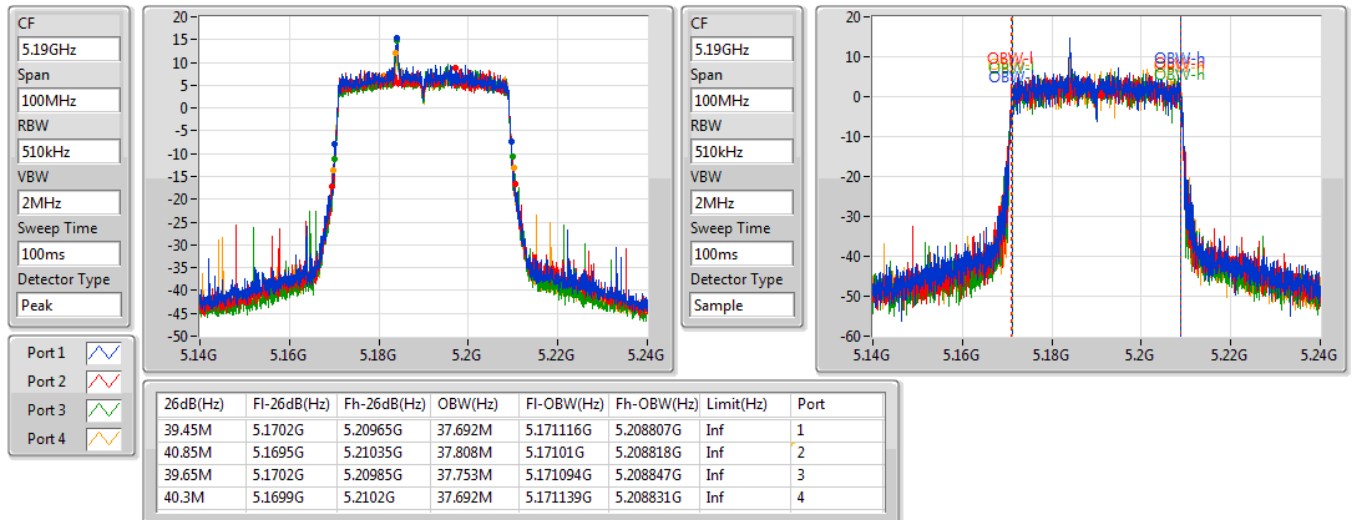 CF
5.19GHz
Span
100MHz
RBW
510kHz
VBW
2MHz
Sweep Time
100ms
Detector Type
Peak
20
15
10
5
0
-5
-10
-15
-20
-25
-30
-35
-40
-45
-50
5.14G 5.16G 5.18G 5.2G 5.22G 5.24G
CF
5.19GHz
Span
100MHz
RBW
510kHz
VBW
2MHz
Sweep Time
100ms
Detector Type
Sample
20
10
0
-10
-20
-30
-40
-50
-60
OBW-l
OBW-h
5.14G 5.16G 5.18G 5.2G 5.22G 5.24G
Port 1
Port 2
Port 3
Port 4
26dB(Hz) Fl-26dB(Hz) Fh-26dB(Hz) OBW(Hz) Fl-OBW(Hz) Fh-OBW(Hz) Limit(Hz) Port
39.45M 5.1702G 5.20965G 37.692M 5.171116G 5.208807G Inf 1
40.85M 5.1695G 5.21035G 37.808M 5.17101G 5.208818G Inf 2
39.65M 5.1702G 5.20985G 37.753M 5.171094G 5.208847G Inf 3
40.3M 5.1699G 5.2102G 37.692M 5.171139G 5.208831G Inf 4